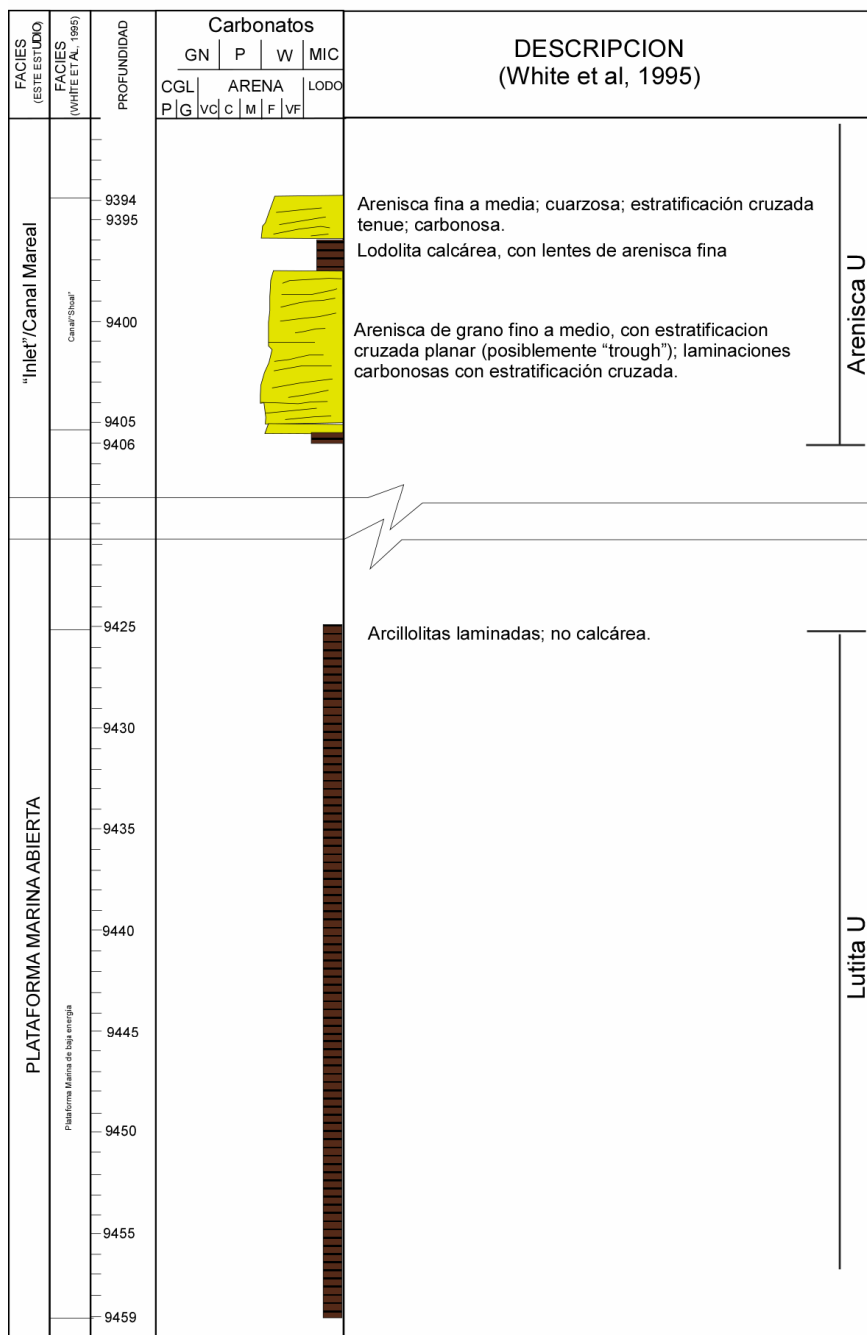 FACIES
(ESTE ESTUDIO)
FACIES
(WHITE ET AL, 1995)
PROFUNDIDAD
Carbonatos
GN P W MIC
CGL ARENA LODO
P G VC C M F VF
DESCRIPCION
(White et al, 1995)
"Inlet"/Canal Mareal
Canal/"Shoal"
9394
9395
9400
9405
9406
Arenisca fina a media; cuarzosa; estratificación cruzada
tenue; carbonosa.
Lodolita calcárea, con lentes de arenisca fina
Arenisca de grano fino a medio, con estratificacion
cruzada planar (posiblemente “trough”); laminaciones
carbonosas con estratificación cruzada.
Arenisca U
PLATAFORMA MARINA ABIERTA
Plataforma Marina de baja energía
9425
9430
9435
9440
9445
9450
9455
9459
Arcillolitas laminadas; no calcárea.
Lutita U